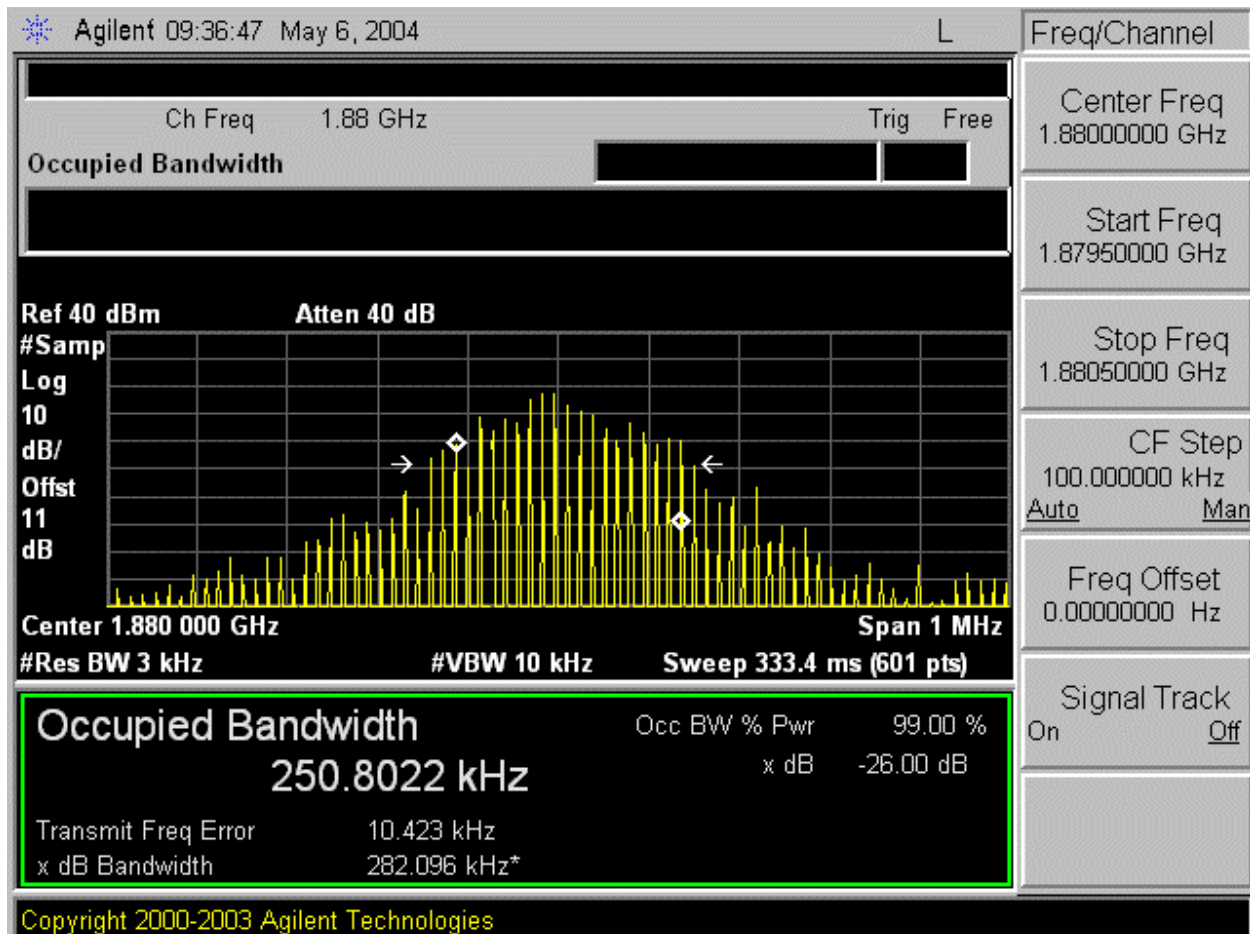 Agilent 09:36:47 May 6, 2004 L
Freq/Channel
Ch Freq 1.88 GHz Trig Free
Occupied Bandwidth
Ref 40 dBm Atten 40 dB
#Samp
Log
10
dB/
Offst
11
dB
Center 1.880 000 GHz Span 1 MHz
#Res BW 3 kHz #VBW 10 kHz Sweep 333.4 ms (601 pts)
Occupied Bandwidth
250.8022 kHz
Occ BW % Pwr 99.00 %
x dB -26.00 dB
Transmit Freq Error 10.423 kHz
x dB Bandwidth 282.096 kHz*
Copyright 2000-2003 Agilent Technologies
Center Freq
1.88000000 GHz
Start Freq
1.87950000 GHz
Stop Freq
1.88050000 GHz
CF Step
100.000000 kHz
Auto Man
Freq Offset
0.00000000 Hz
Signal Track
On Off